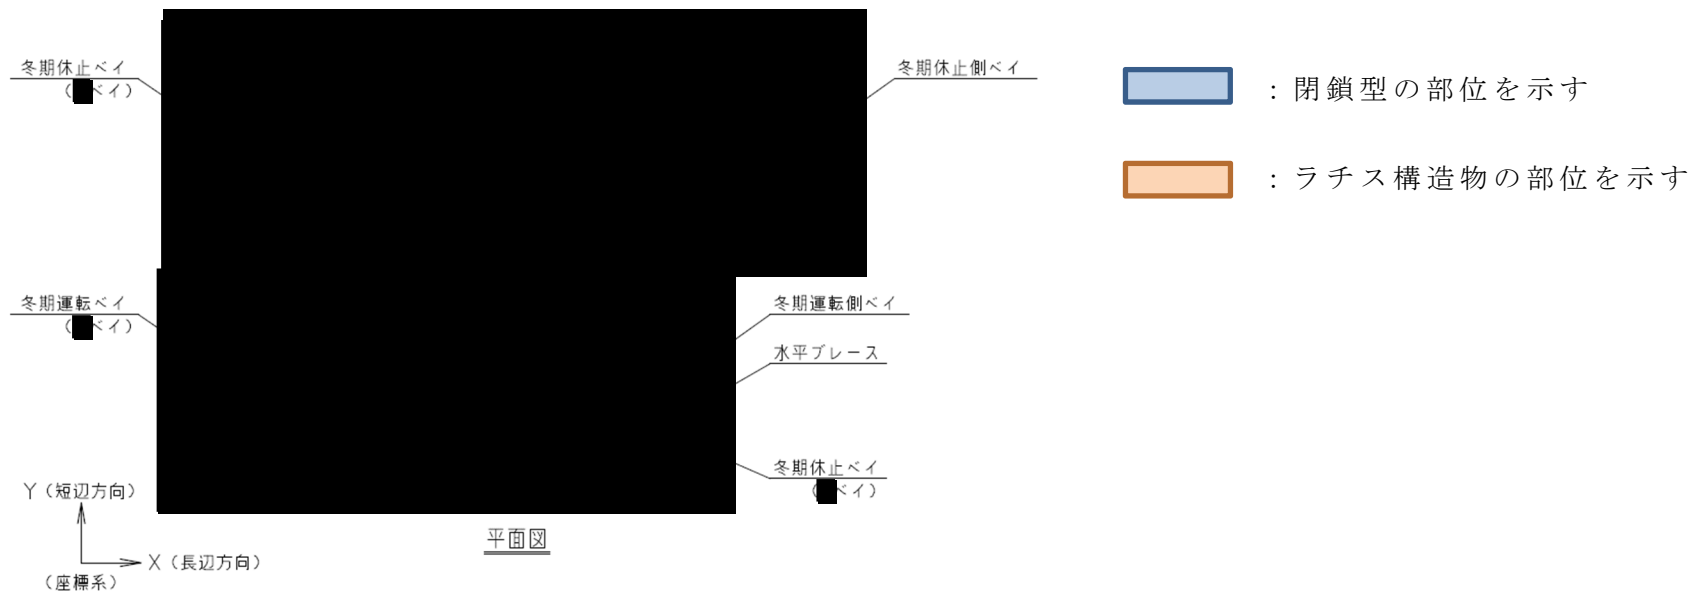 冬期休止ベイ
( ベイ)
冬期休止側ベイ
:閉鎖型の部位を示す
:ラチス構造物の部位を示す
冬期運転ベイ
( ベイ)
冬期運転側ベイ
水平ブレース
冬期休止ベイ
( ベイ)
Y(短辺方向)
X(長辺方向)
(座標系)
平面図